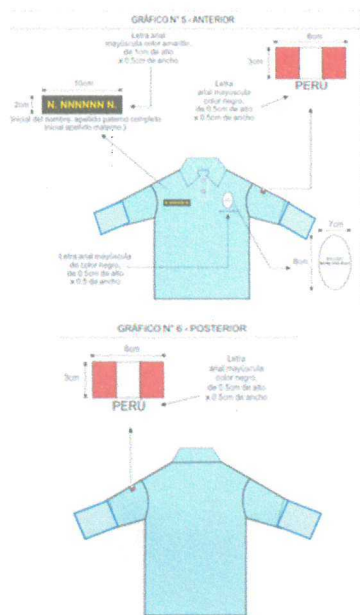 GRÁFICO N° 5 - ANTERIOR
Letra arial
mayúscula color amarillo,
de 1cm de alto
x 0.5cm de ancho
10cm
2cm
N. NNNNNN N.
(Inicial del nombre, apellido paterno completo
inicial apellido materno.)
6cm
3cm
PERÚ
Letra
arial mayúscula
color negro,
de 0.5cm de alto
x 0.5cm de ancho
Letra arial mayúscula
de color negro,
de 0.5cm de alto
x 0.5 de ancho
7cm
8cm
GRÁFICO N° 6 - POSTERIOR
6cm
3cm
PERÚ
Letra
arial mayúscula
color negro,
de 0.5cm de alto
x 0.5cm de ancho